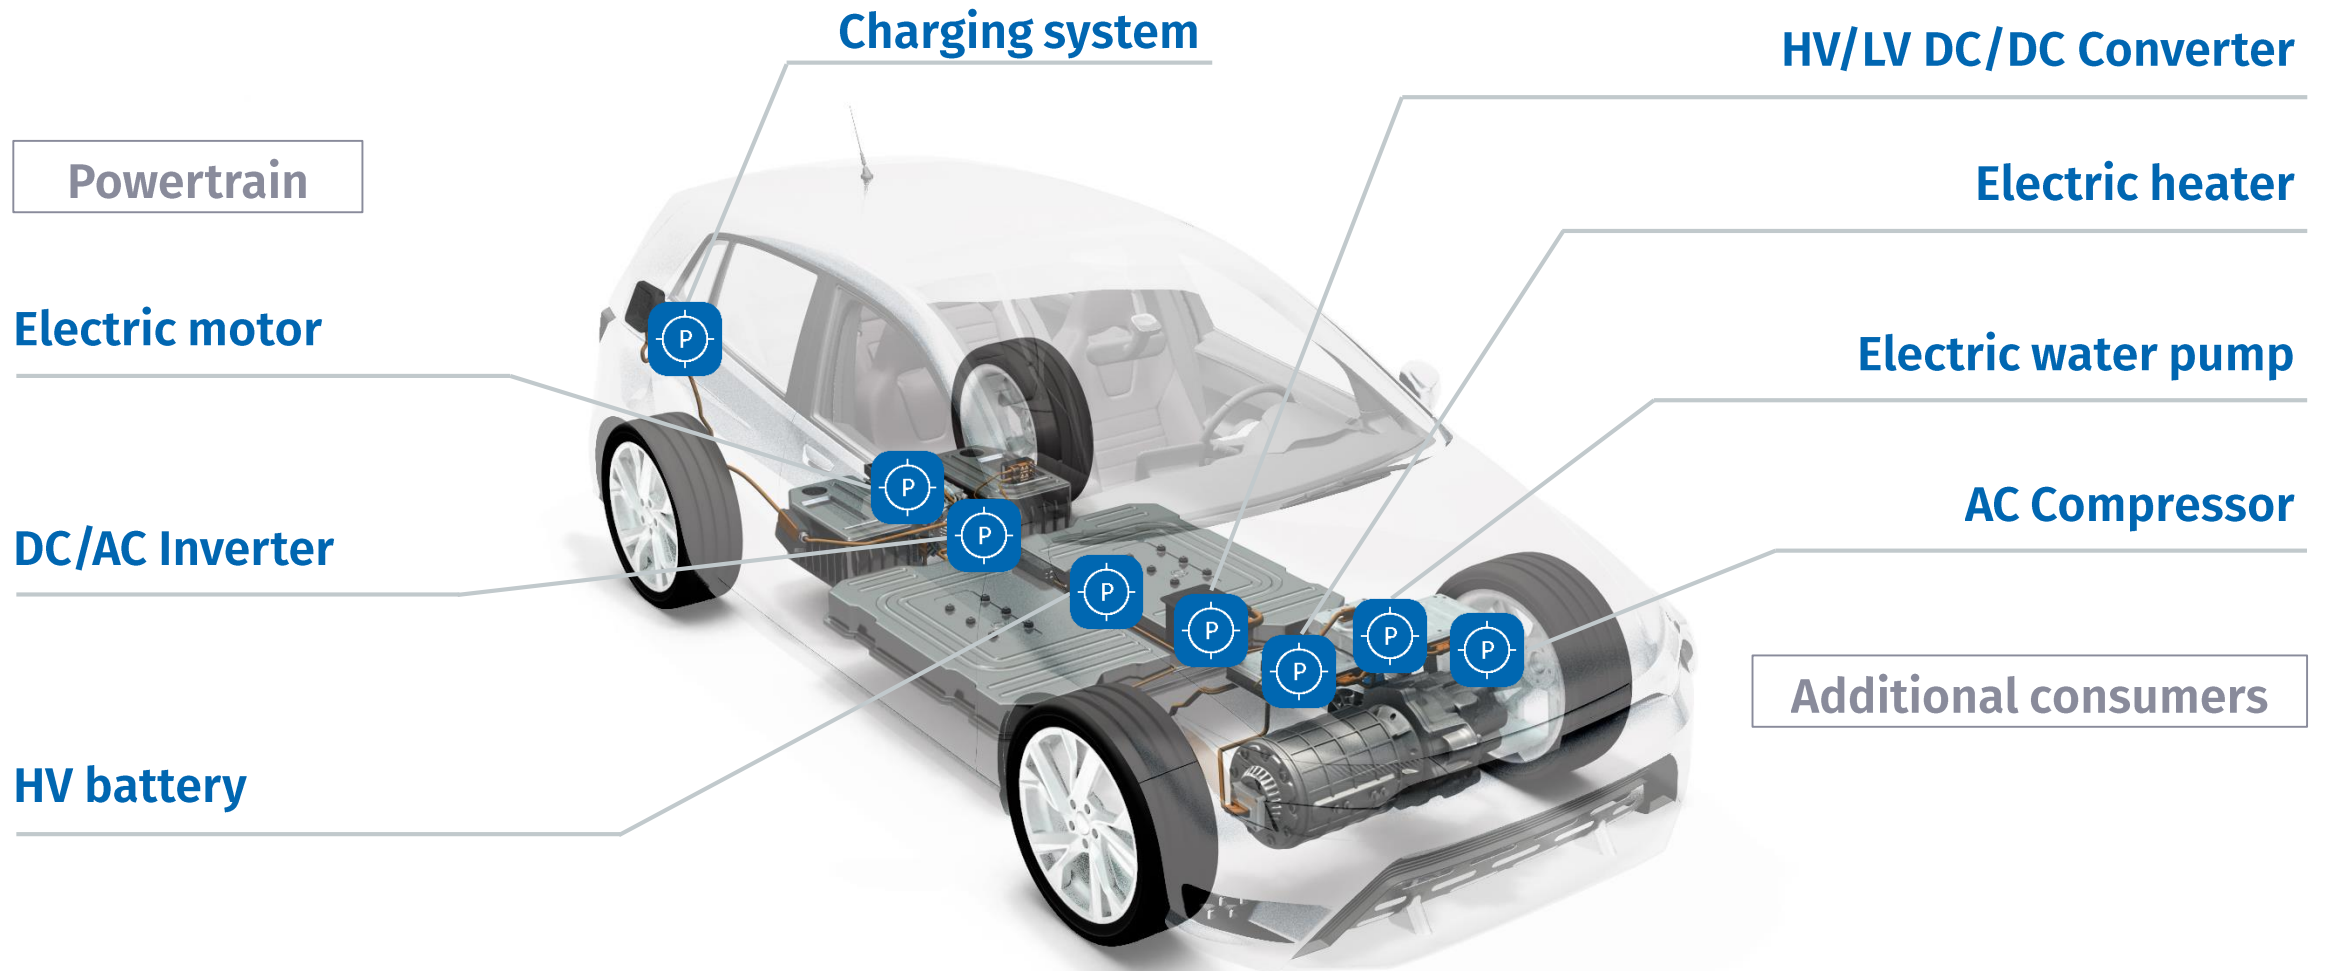 Charging system
HV/LV DC/DC Converter
Powertrain
Electric heater
Electric motor
Electric water pump
DC/AC Inverter
AC Compressor
HV battery
Additional consumers
P
P
P
P
P
P
P
P